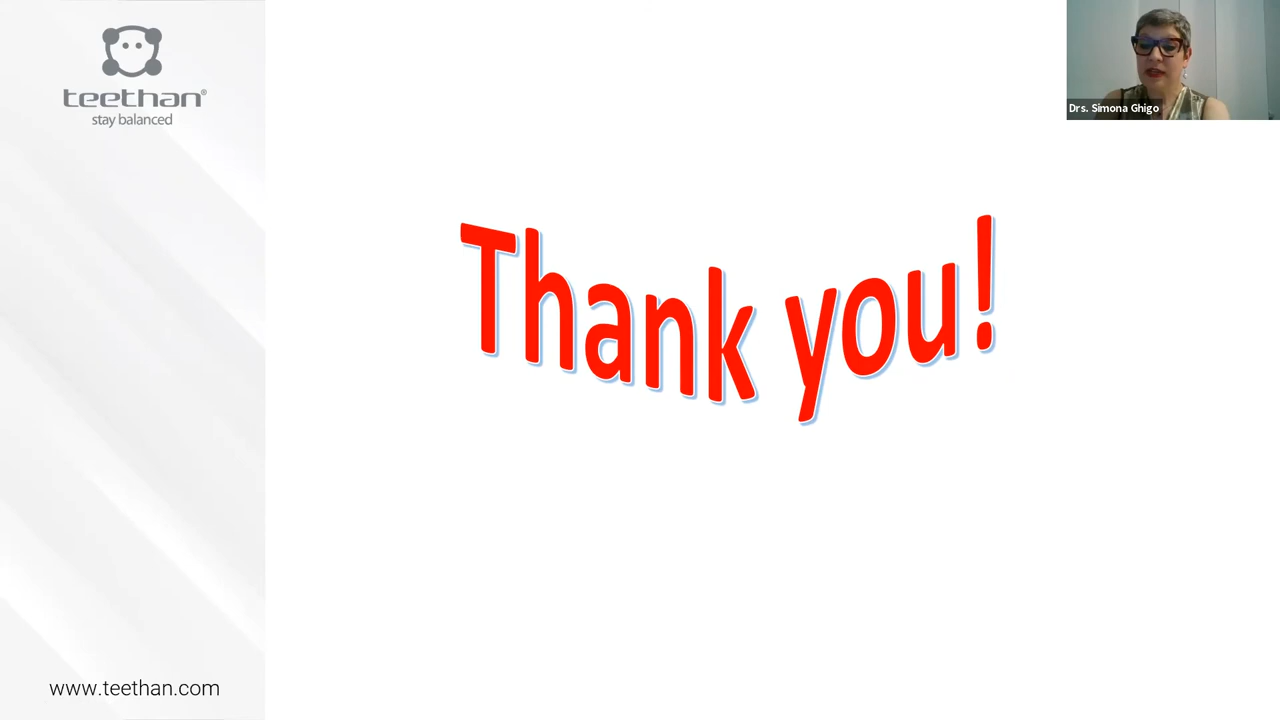 teethan®
stay balanced
Drs. Simona Ghigo
Thank you!
www.teethan.com